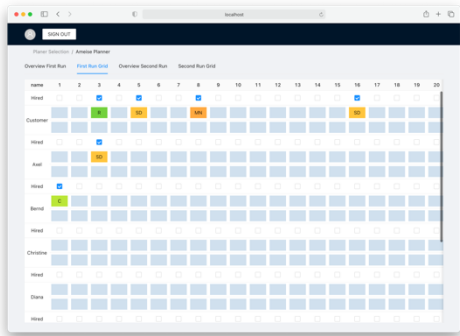 localhost
SIGN OUT
Planer Selection / Ameise Planner
Overview First Run First Run Grid Overview Second Run Second Run Grid
name 1 2 3 4 5 6 7 8 9 10 11 12 13 14 15 16 17 18 19 20
Hired
R SD MN SD
Customer
Hired
SD
Axel
Hired
C
Bernd
Hired
Christine
Hired
Diana
Hired